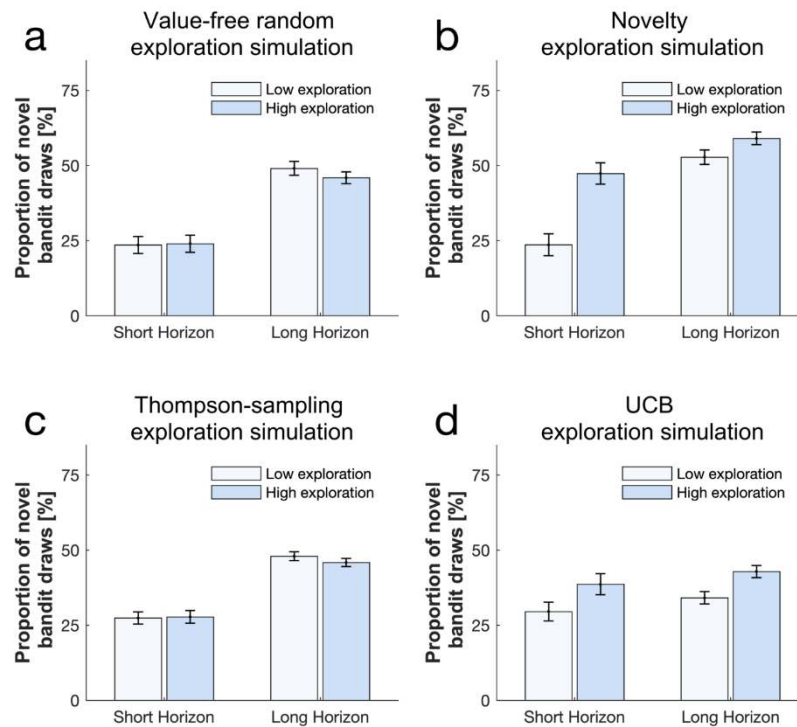 a
Value-free random
exploration simulation
Proportion of novel
bandit draws [%]
75
50
25
0
Low exploration
High exploration
Short Horizon
Long Horizon
b
Novelty
exploration simulation
Proportion of novel
bandit draws [%]
75
50
25
0
Low exploration
High exploration
Short Horizon
Long Horizon
c
Thompson-sampling
exploration simulation
Proportion of novel
bandit draws [%]
75
50
25
0
Low exploration
High exploration
Short Horizon
Long Horizon
d
UCB
exploration simulation
Proportion of novel
bandit draws [%]
75
50
25
0
Low exploration
High exploration
Short Horizon
Long Horizon